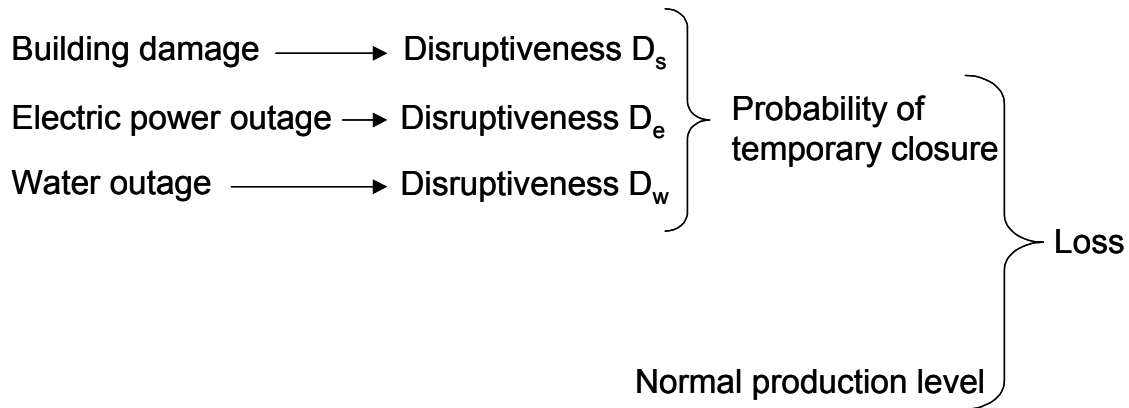 Building damage Disruptiveness Ds
Electric power outage Disruptiveness De
Water outage Disruptiveness Dw
Probability of
temporary closure
Loss
Normal production level